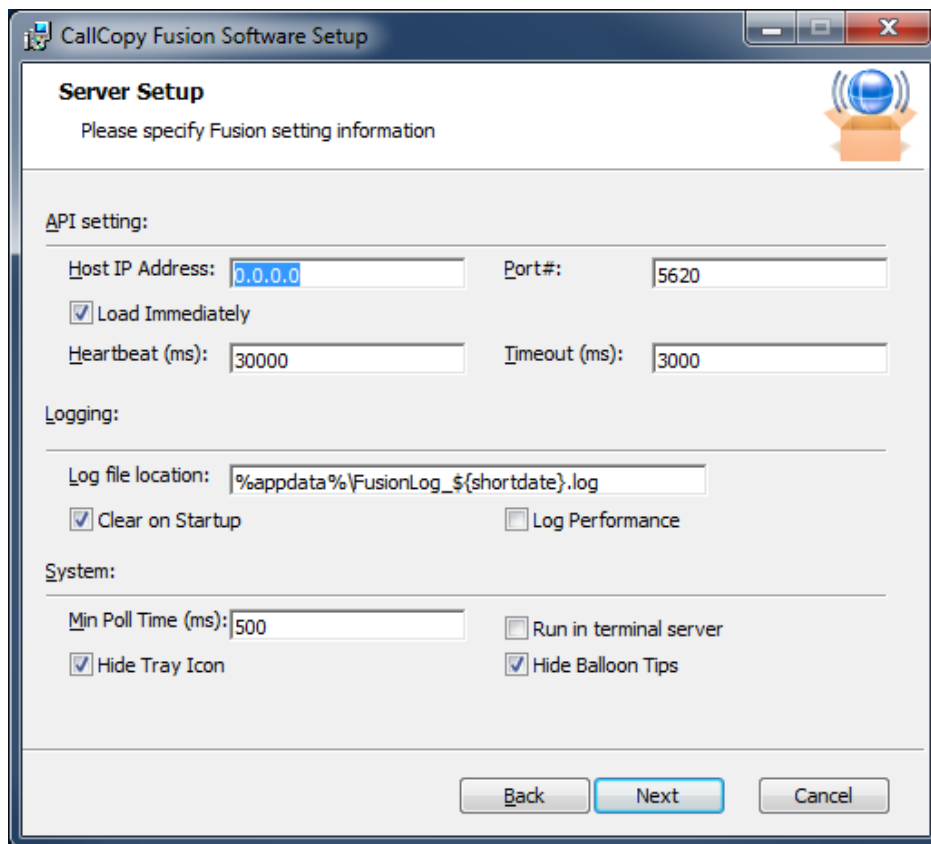 CallCopy Fusion Software Setup
Server Setup
Please specify Fusion setting information
API setting:
Host IP Address: 0.0.0.0 Port#: 5620
Load Immediately
Heartbeat (ms): 30000 Timeout (ms): 3000
Logging:
Log file location: %appdata%\FusionLog_${shortdate}.log
Clear on Startup Log Performance
System:
Min Poll Time (ms): 500 Run in terminal server
Hide Tray Icon Hide Balloon Tips
Back Next Cancel